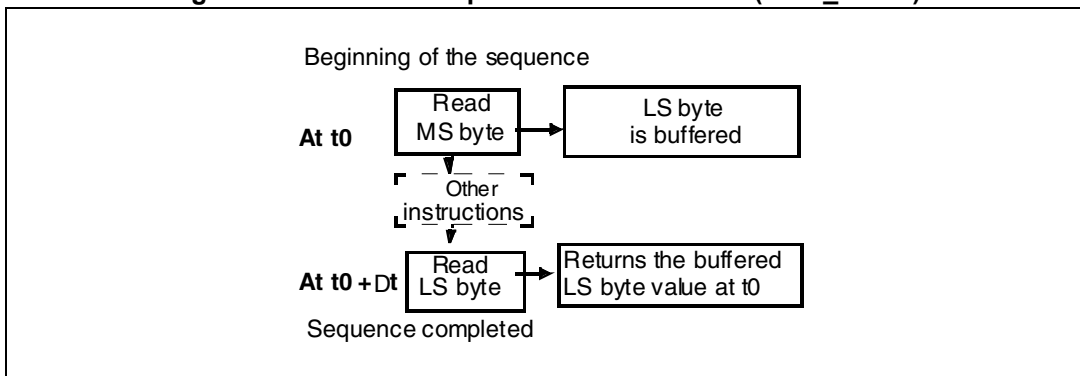 Beginning of the sequence
Read
MS byte
LS byte
is buffered
At t0
Other
instructions
At t0 +Dt
Read
LS byte
Returns the buffered
LS byte value at t0
Sequence completed